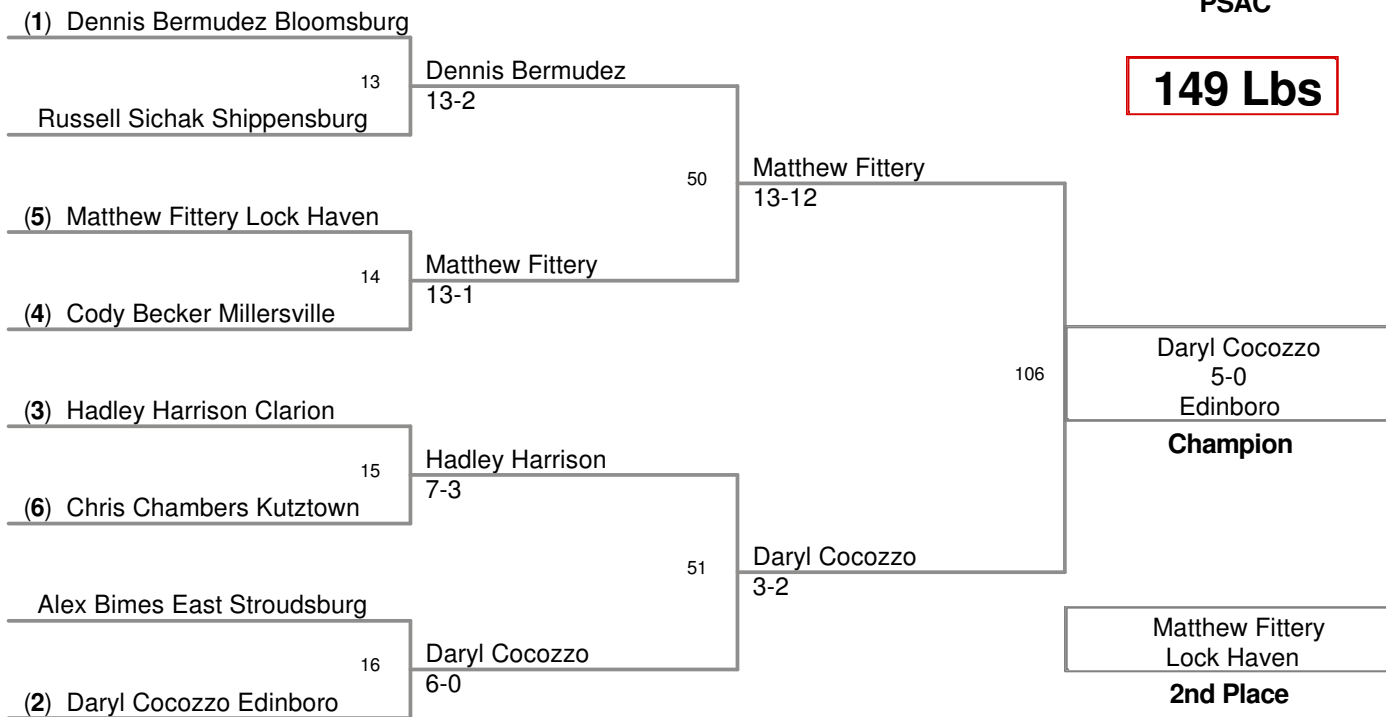 PSAC
149 Lbs
(1) Dennis Bermudez Bloomsburg
13
Russell Sichak Shippensburg
Dennis Bermudez
13-2
(5) Matthew Fittery Lock Haven
14
(4) Cody Becker Millersville
Matthew Fittery
13-1
50
Matthew Fittery
13-12
(3) Hadley Harrison Clarion
15
(6) Chris Chambers Kutztown
Hadley Harrison
7-3
Alex Bimes East Stroudsburg
16
(2) Daryl Cocozzo Edinboro
Daryl Cocozzo
6-0
51
Daryl Cocozzo
3-2
106
Daryl Cocozzo
5-0
Edinboro
Champion
Matthew Fittery
Lock Haven
2nd Place